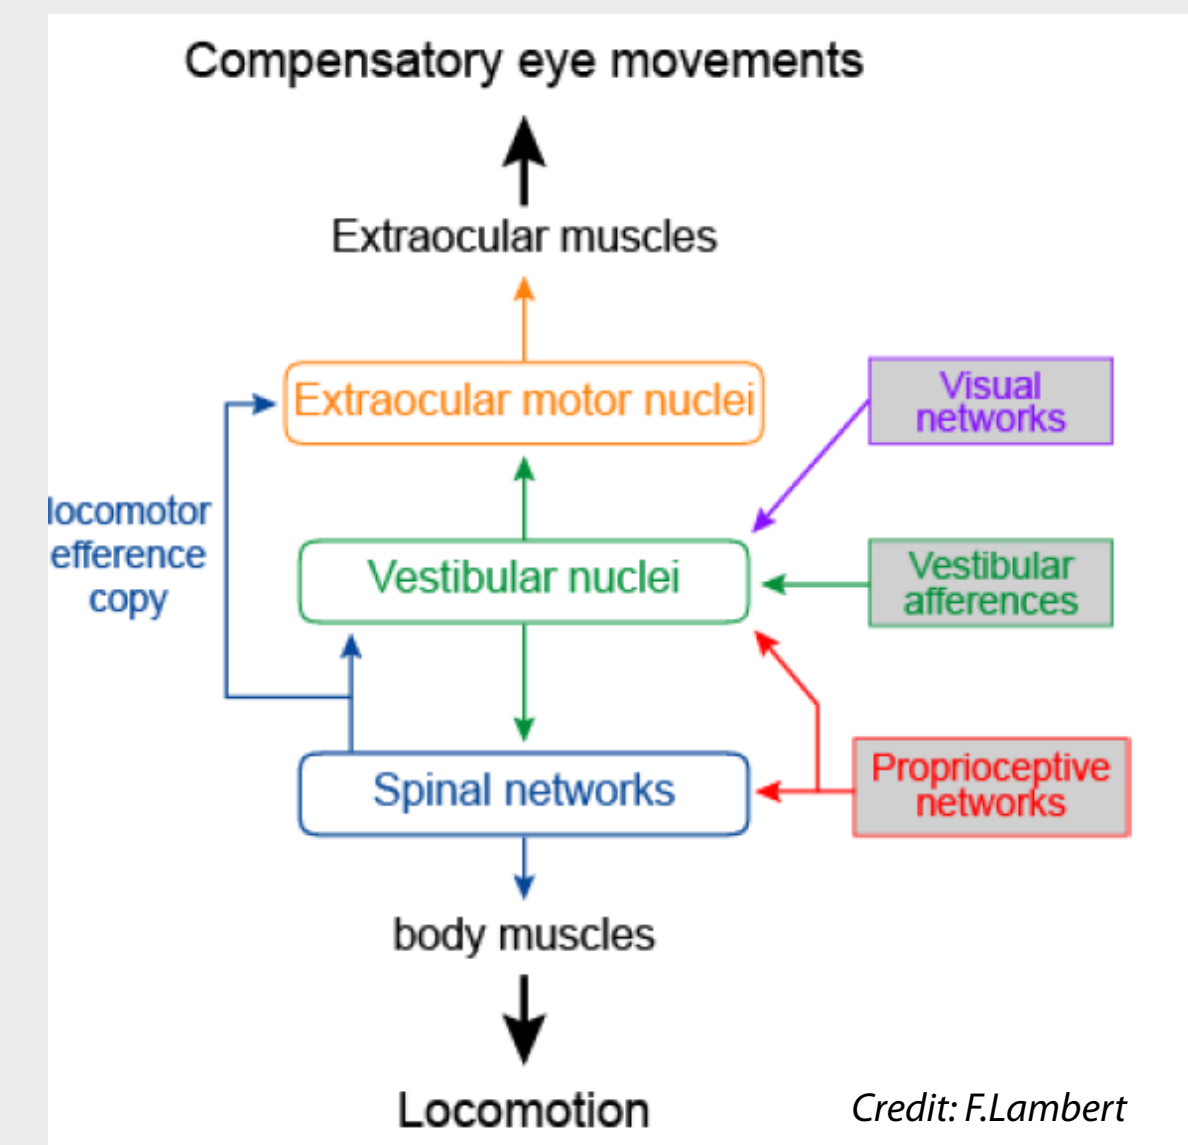 Compensatory eye movements
Extraocular muscles
Extraocular motor nuclei
Visual
networks
locomotor
efference
copy
Vestibular nuclei
Vestibular
afferences
Spinal networks
Proprioceptive
networks
body muscles
Locomotion
Credit: F.Lambert